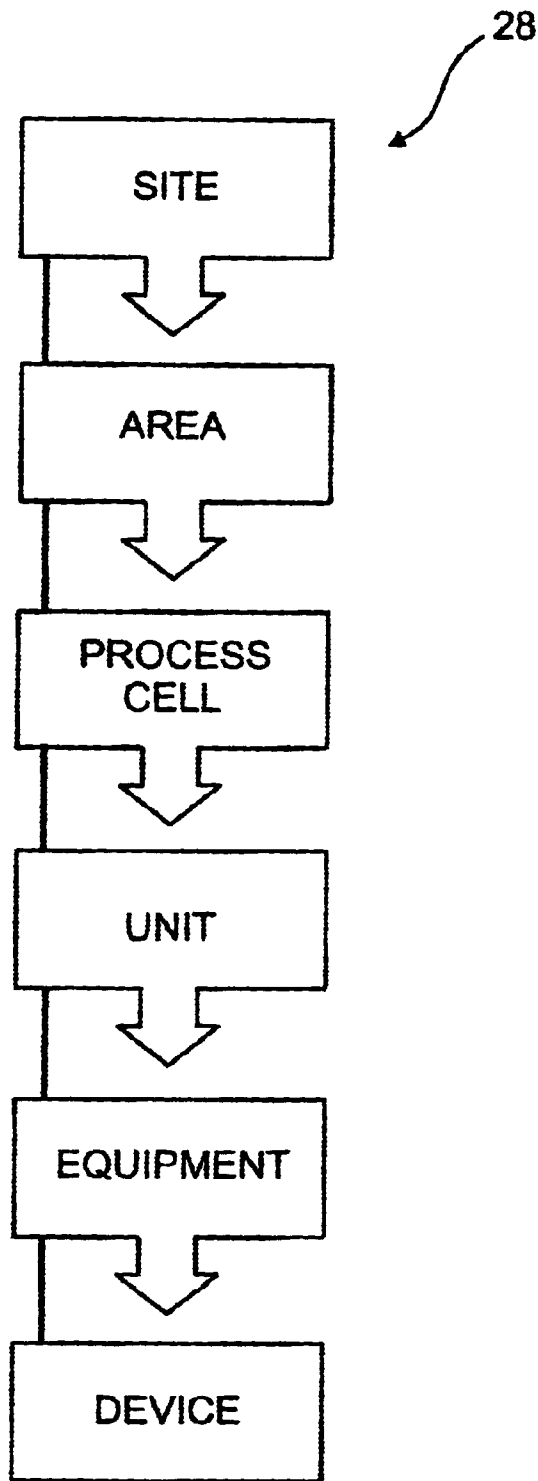 28
SITE
AREA
PROCESS
CELL
UNIT
EQUIPMENT
DEVICE